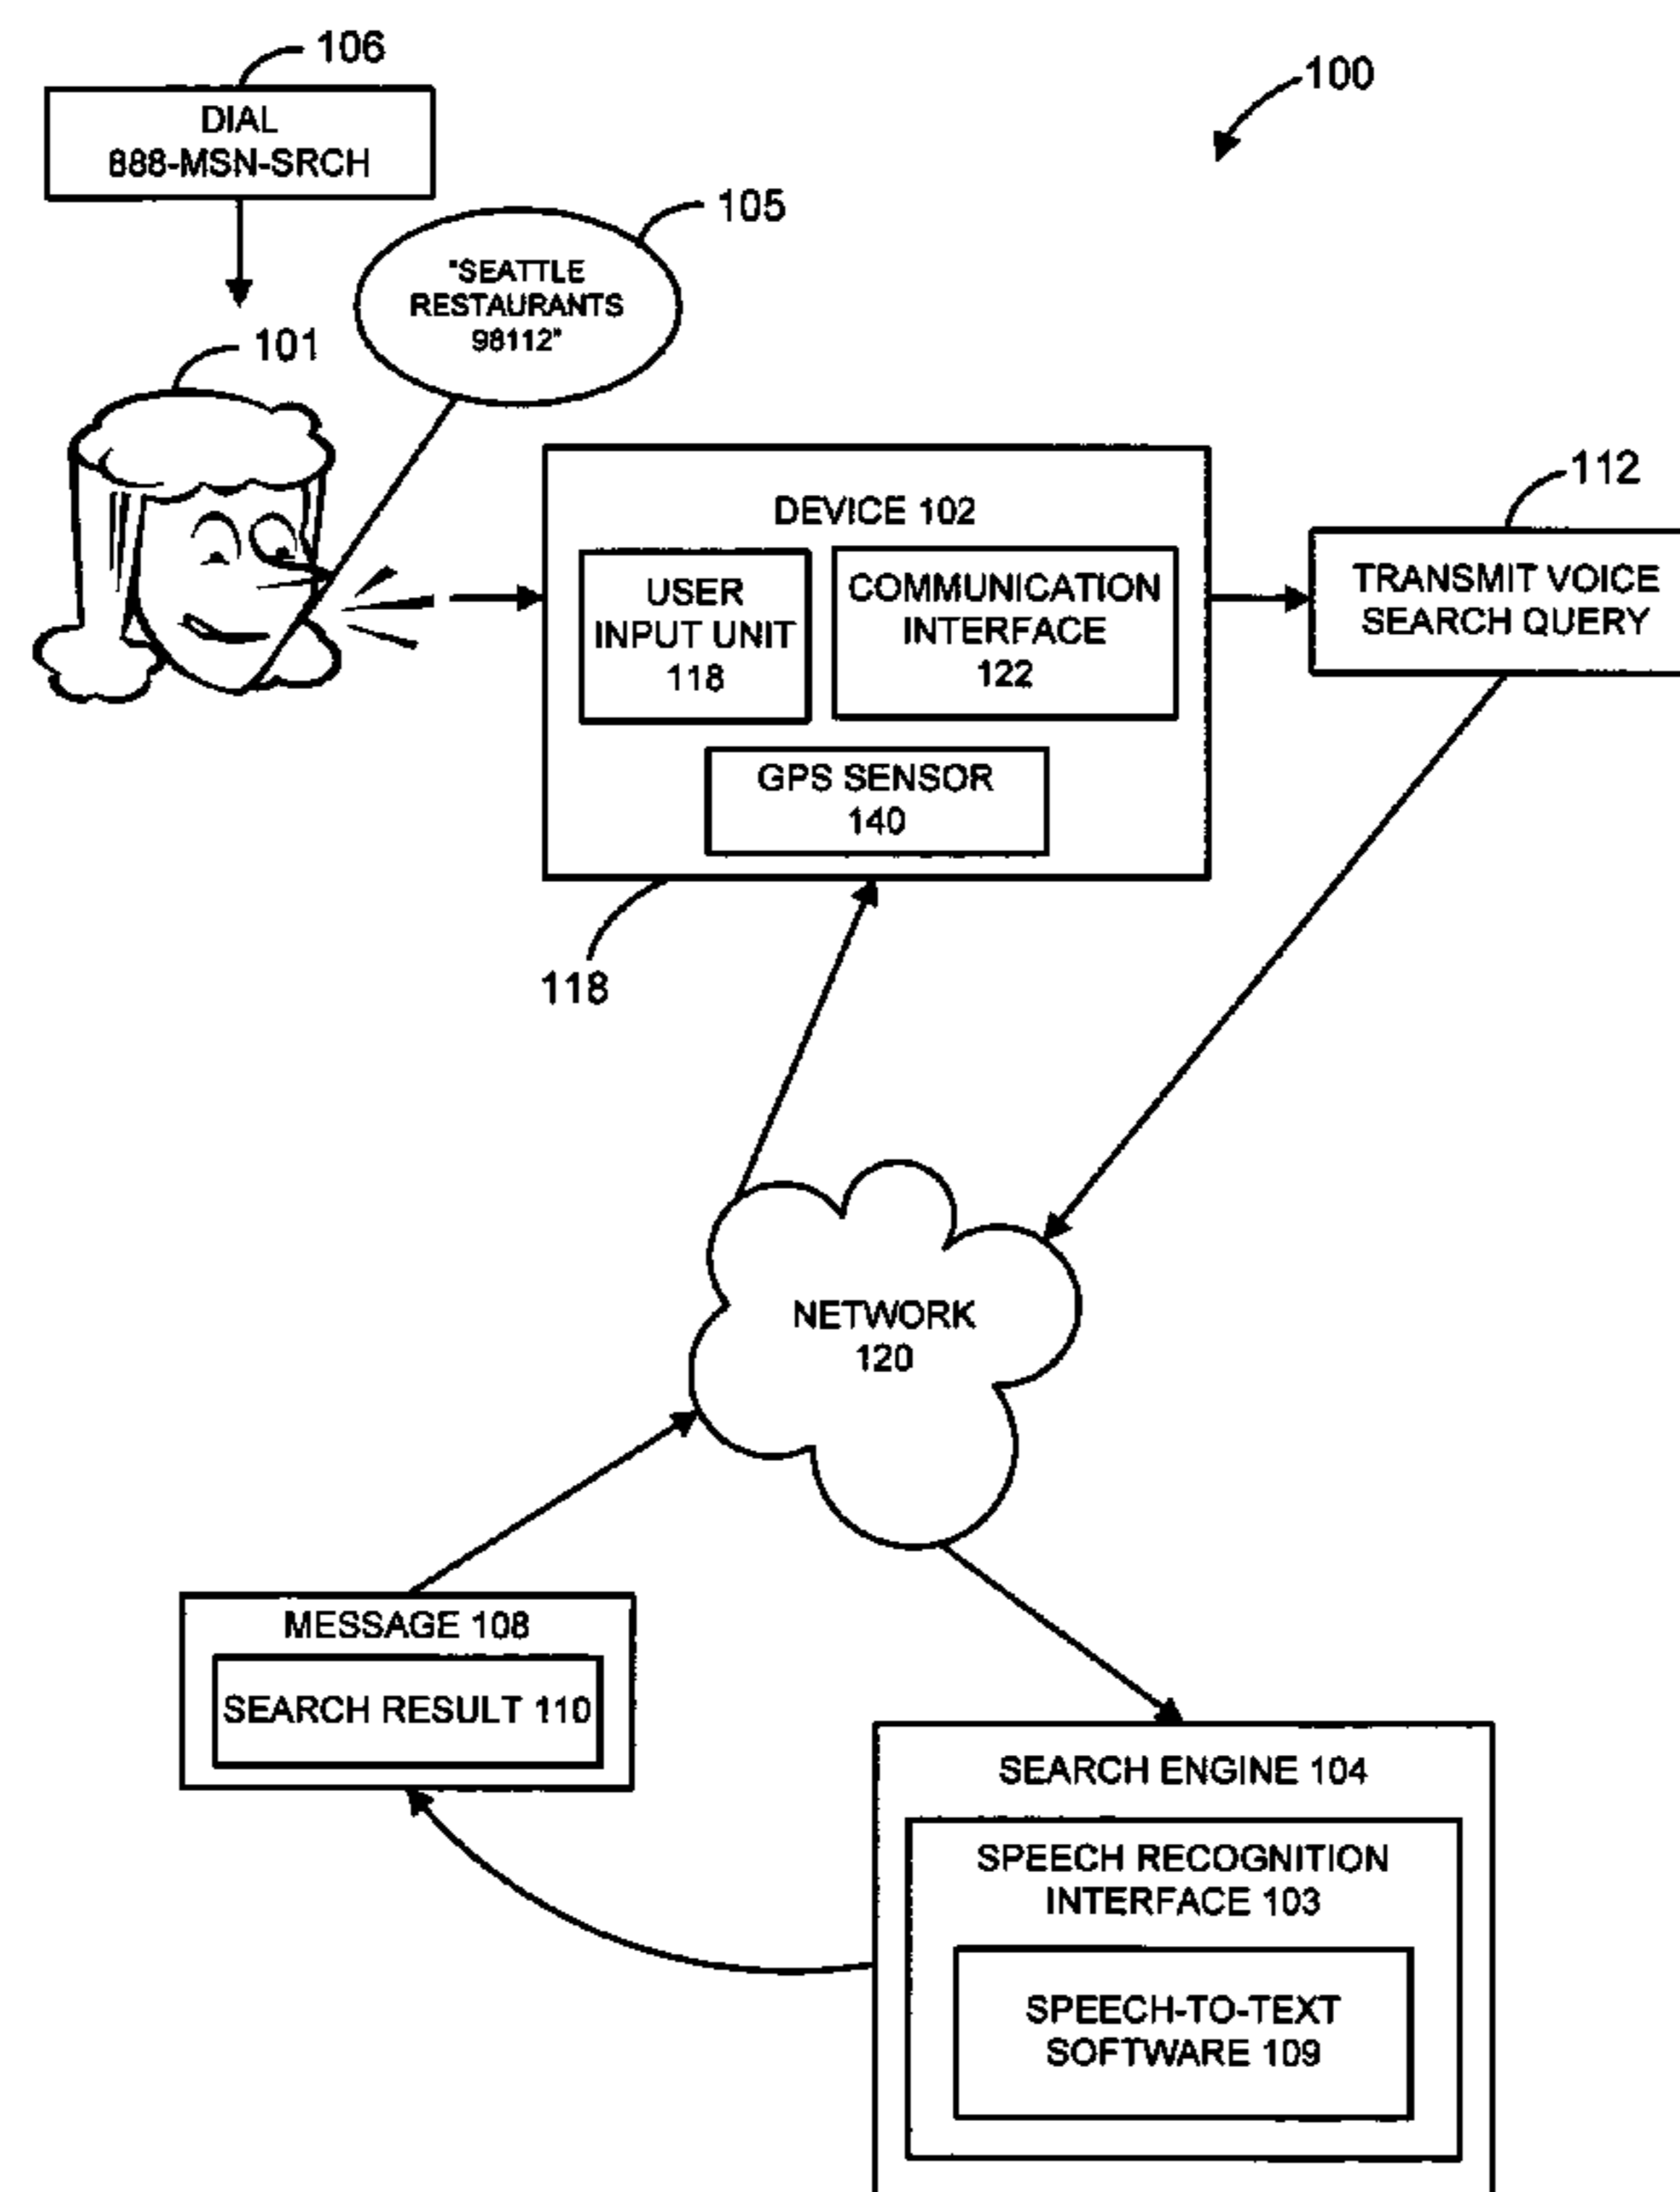 106
DIAL
888-MSN-SRCH
100
105
"SEATTLE
RESTAURANTS
98112"
101
DEVICE 102
USER
INPUT UNIT
118
COMMUNICATION
INTERFACE
122
GPS SENSOR
140
118
112
TRANSMIT VOICE
SEARCH QUERY
NETWORK
120
MESSAGE 108
SEARCH RESULT 110
SEARCH ENGINE 104
SPEECH RECOGNITION
INTERFACE 103
SPEECH-TO-TEXT
SOFTWARE 109